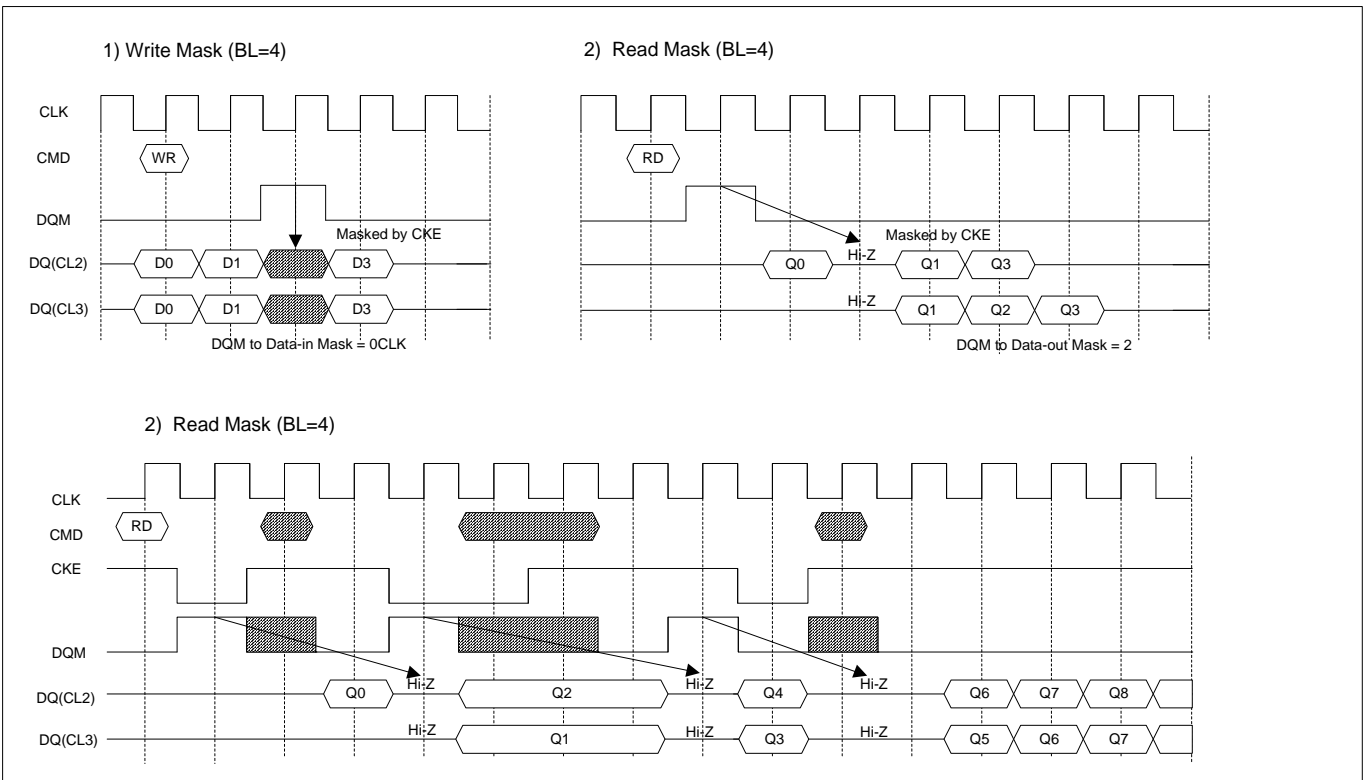 1) Write Mask (BL=4)
CLK
CMD
WR
DQM
Masked by CKE
DQ(CL2)
D0
D1
D3
DQ(CL3)
D0
D1
D3
DQM to Data-in Mask = 0CLK
2) Read Mask (BL=4)
RD
Masked by CKE
Hi-Z
Q0
Q1
Q3
Hi-Z
Q1
Q2
Q3
DQM to Data-out Mask = 2
2) Read Mask (BL=4)
CLK
RD
CMD
CKE
DQM
DQ(CL2)
Q0
Hi-Z
Q2
Hi-Z
Q4
Hi-Z
Q6
Q7
Q8
DQ(CL3)
Hi-Z
Q1
Hi-Z
Q3
Hi-Z
Q5
Q6
Q7